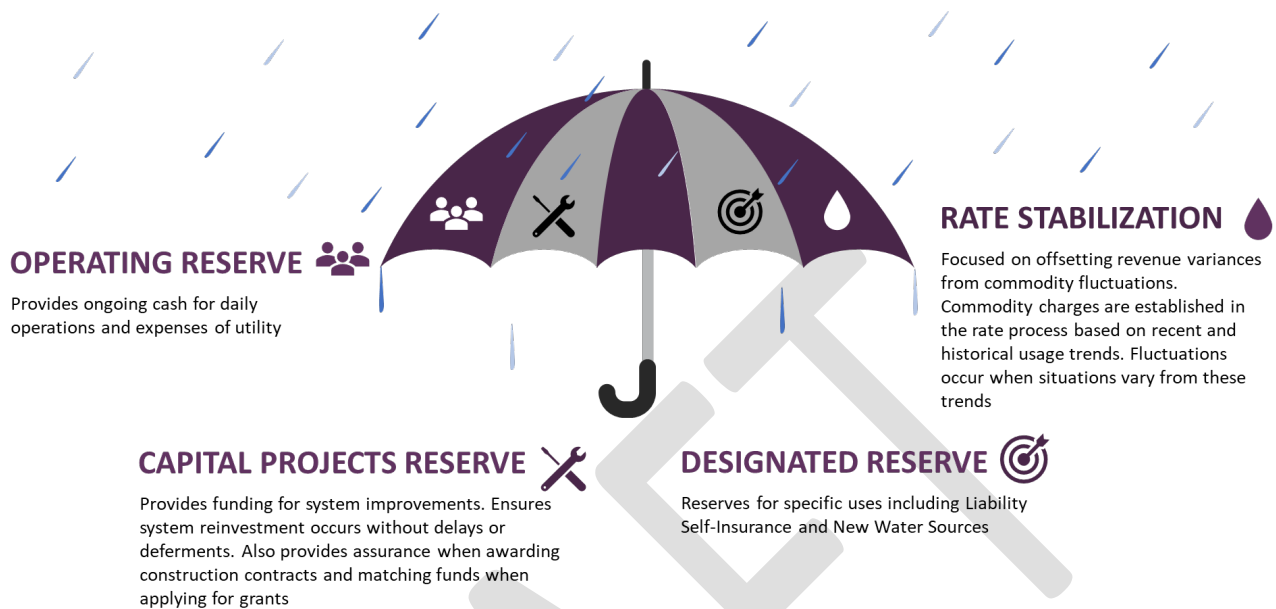 OPERATING RESERVE
Provides ongoing cash for daily
operations and expenses of utility
RATE STABILIZATION
Focused on offsetting revenue variances
from commodity fluctuations.
Commodity charges are established in
the rate process based on recent and
historical usage trends. Fluctuations
occur when situations vary from these
trends
CAPITAL PROJECTS RESERVE
Provides funding for system improvements. Ensures
system reinvestment occurs without delays or
deferments. Also provides assurance when awarding
construction contracts and matching funds when
applying for grants
DESIGNATED RESERVE
Reserves for specific uses including Liability
Self-Insurance and New Water Sources